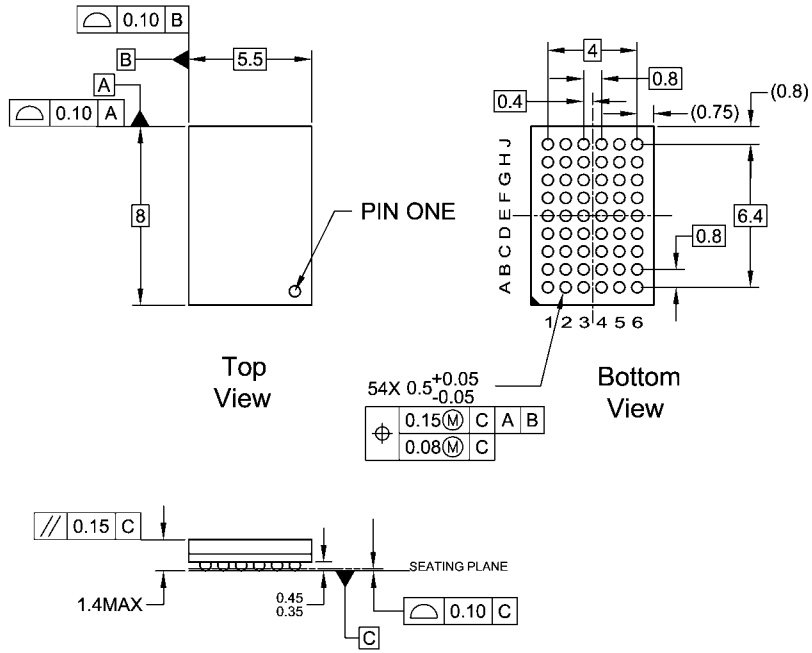 0.10 B
B
5.5
A
0.10 A
8
PIN ONE
Top
View
4
0.8
0.4
(0.75)
(0.8)
J
H
G
F
E
D
C
B
A
6.4
0.8
1 2 3 4 5 6
Bottom
View
54X 0.5 +0.05
-0.05
0.15 Ⓜ C A B
0.08 Ⓜ C
// 0.15 C
1.4MAX
0.45
0.35
SEATING PLANE
0.10 C
C